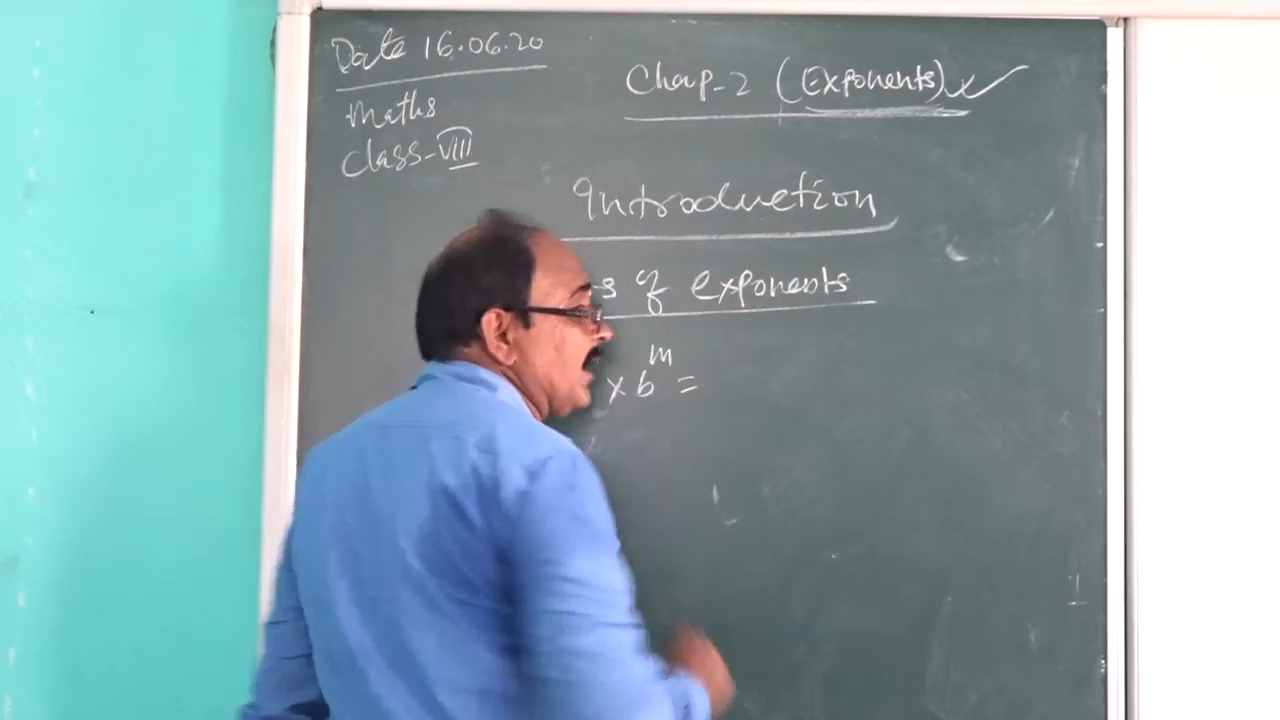 Date 16.06.20
Chap-2 (Exponents)
Maths
Class-VIII
Introduction
s of exponents
x b^m =